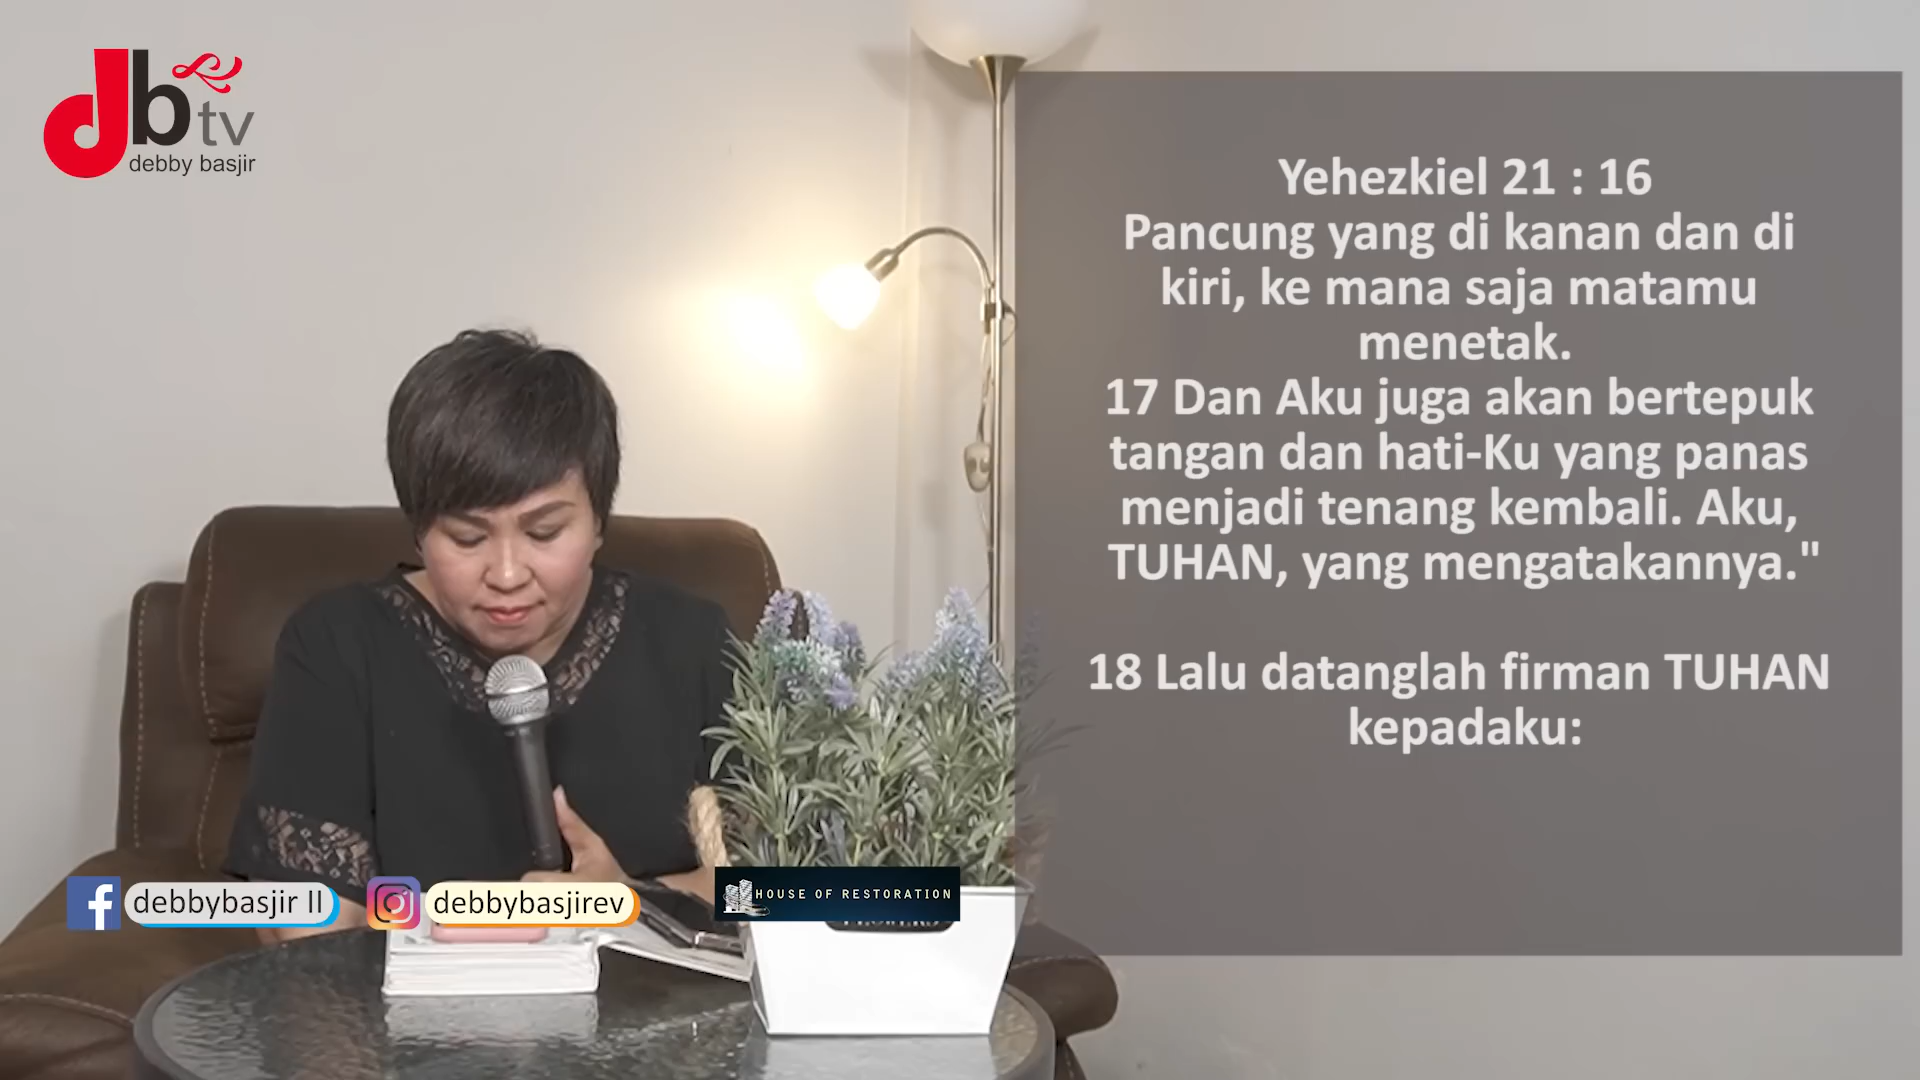 db tv
debby basjir
Yehezkiel 21 : 16
Pancung yang di kanan dan di
kiri, ke mana saja matamu
menetak.
17 Dan Aku juga akan bertepuk
tangan dan hati-Ku yang panas
menjadi tenang kembali. Aku,
TUHAN, yang mengatakannya."
18 Lalu datanglah firman TUHAN
kepadaku:
debbybasjir II
debbybasjirev
HOUSE OF RESTORATION